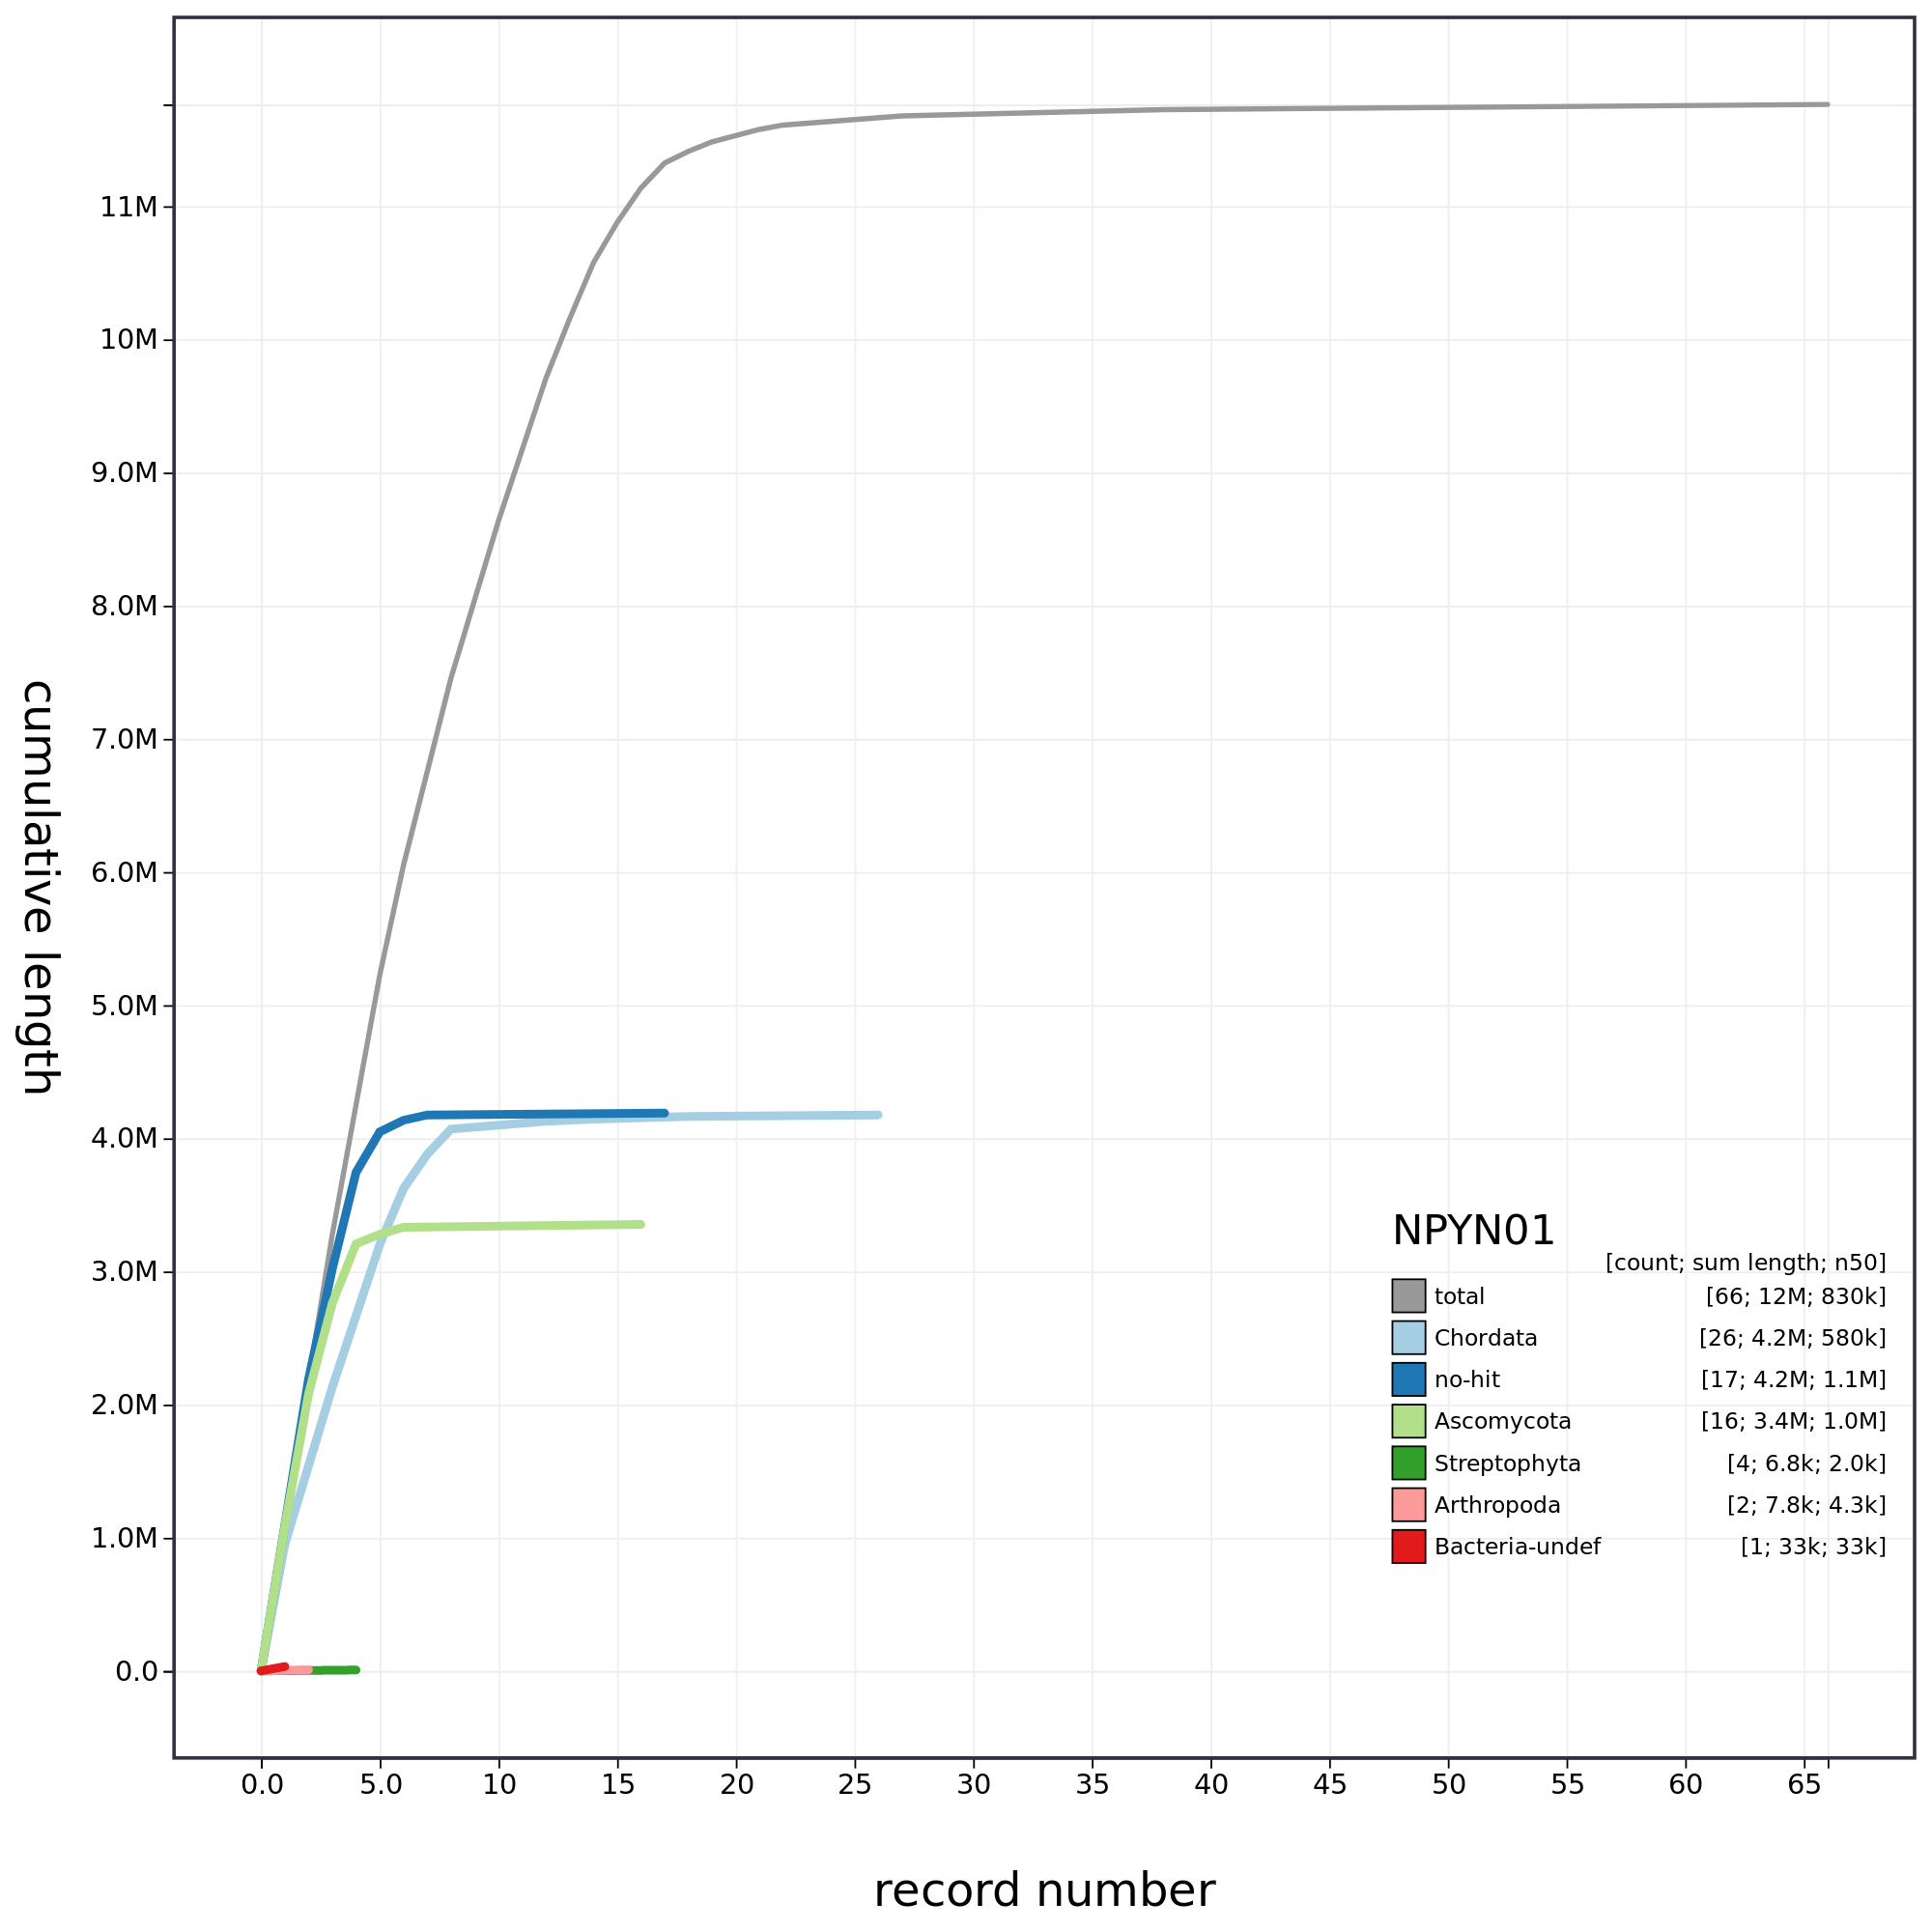 11M
10M
9.0M
8.0M
7.0M
6.0M
5.0M
4.0M
3.0M
2.0M
1.0M
0.0
cumulative length
NPYN01
[count; sum length; n50]
total [66; 12M; 830k]
Chordata [26; 4.2M; 580k]
no-hit [17; 4.2M; 1.1M]
Ascomycota [16; 3.4M; 1.0M]
Streptophyta [4; 6.8k; 2.0k]
Arthropoda [2; 7.8k; 4.3k]
Bacteria-undef [1; 33k; 33k]
0.0 5.0 10 15 20 25 30 35 40 45 50 55 60 65
record number